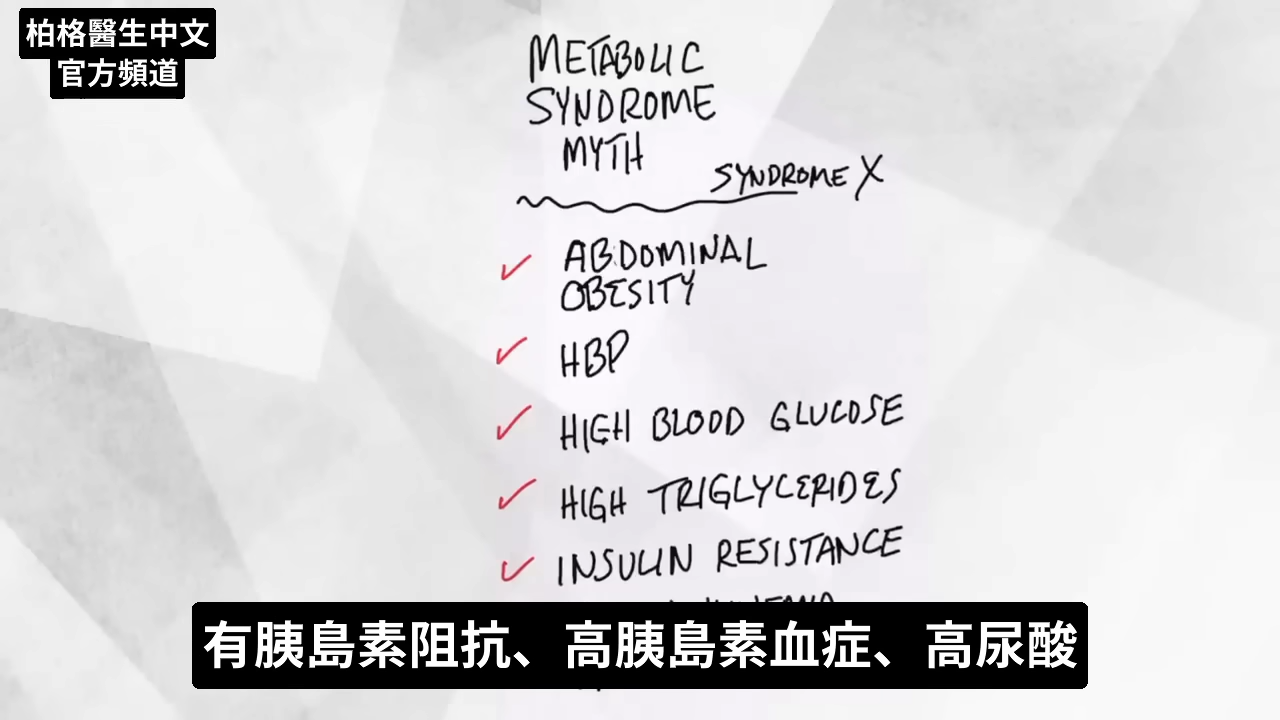 柏格醫生中文
官方頻道
METABOLIC
SYNDROME
MYTH
SYNDROME X
ABDOMINAL
OBESITY
HBP
HIGH BLOOD GLUCOSE
HIGH TRIGLYCERIDES
INSULIN RESISTANCE
有胰島素阻抗、高胰島素血症、高尿酸